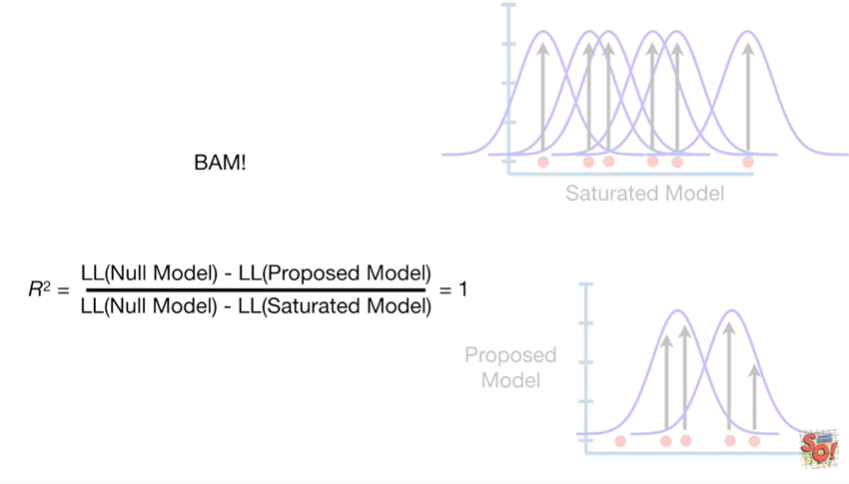 Saturated Model
BAM!
R² = LL(Null Model) - LL(Proposed Model) = 1
LL(Null Model) - LL(Saturated Model)
Proposed
Model
SQ!